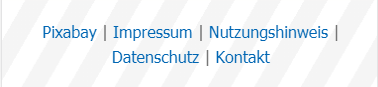 Pixabay | Impressum | Nutzungshinweis |
Datenschutz | Kontakt